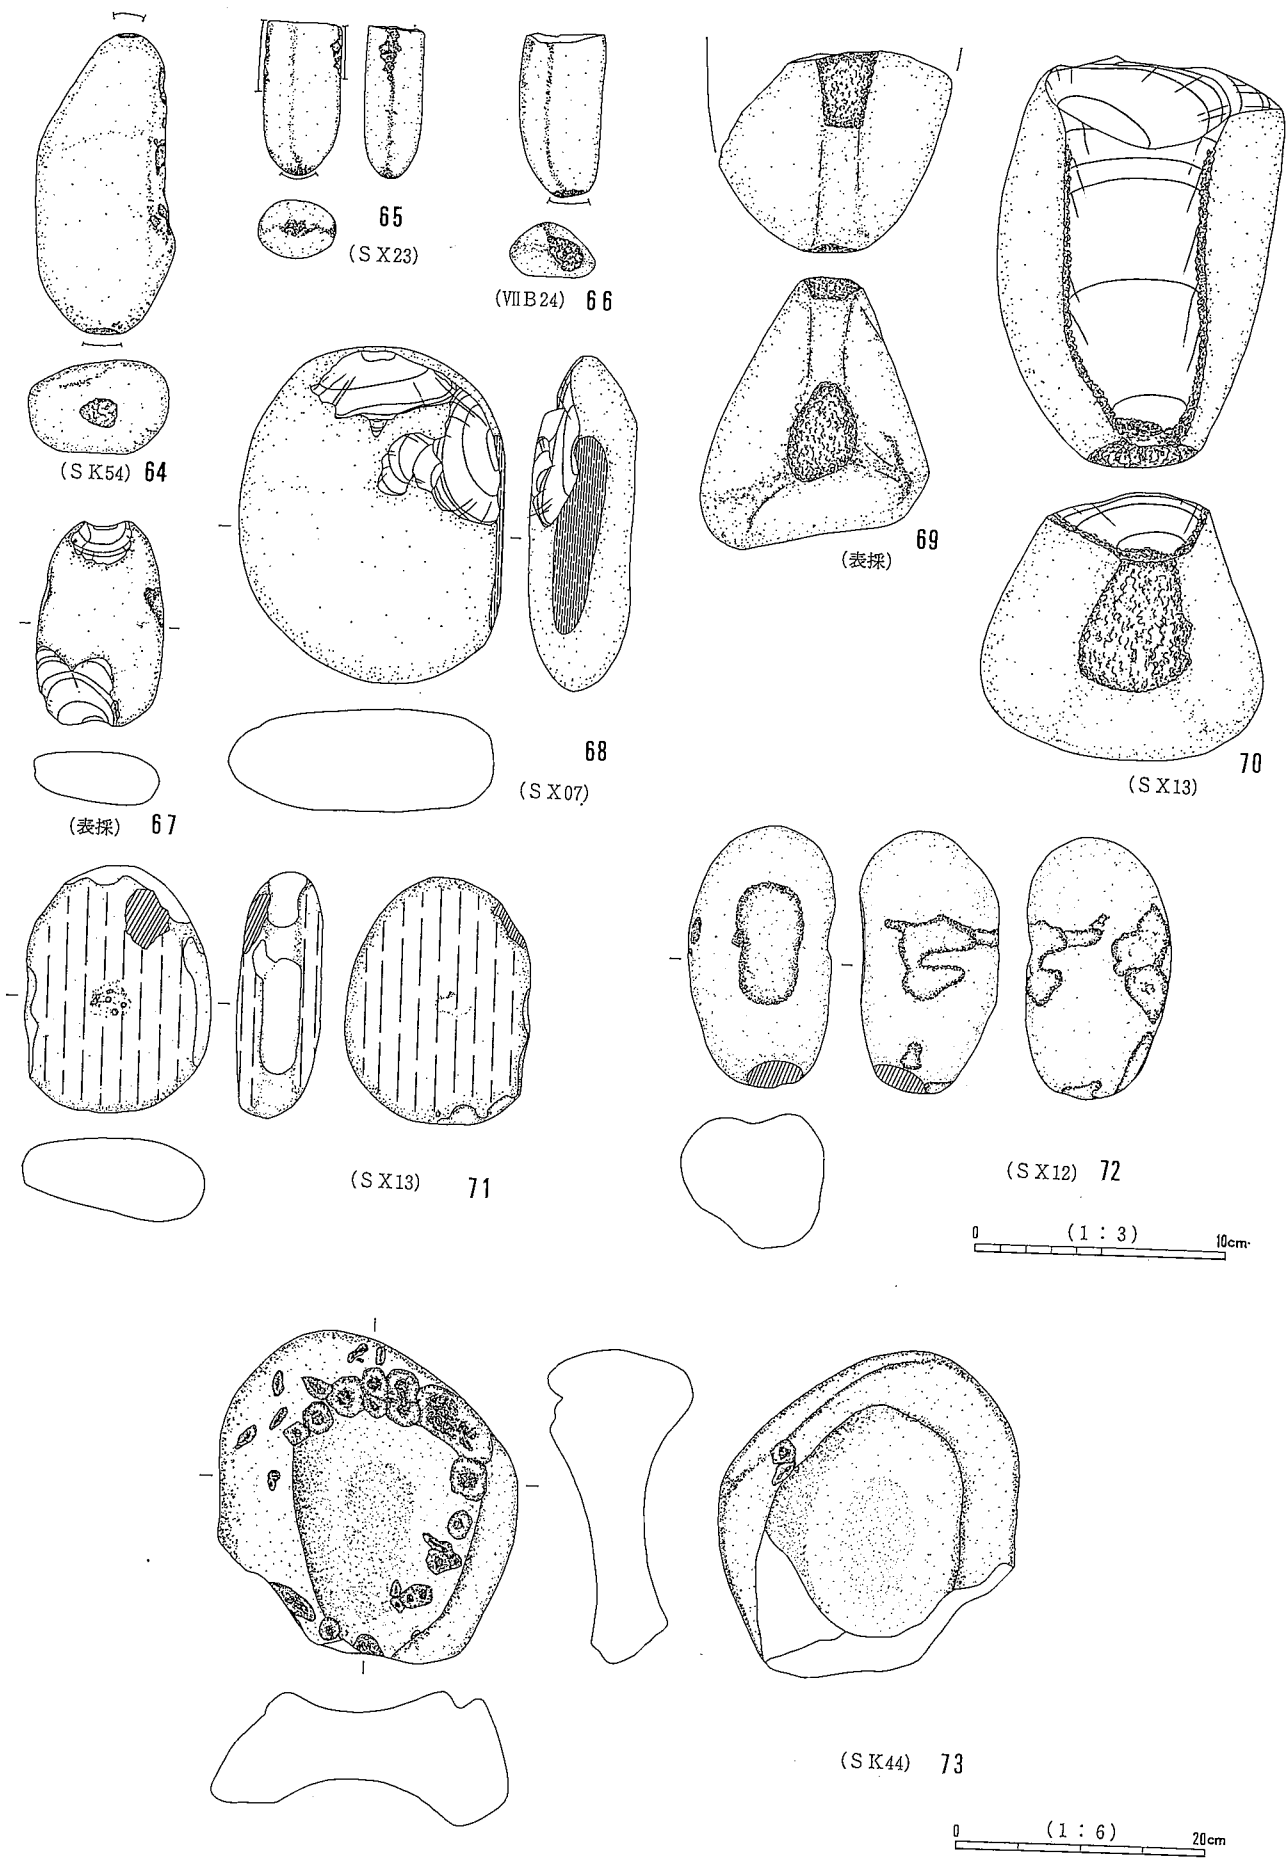 65
(SX23)
(ⅦB24) 66
(SK54) 64
69
(表採)
68
(SX07)
70
(SX13)
(表採) 67
(SX13) 71
(SX12) 72
0 (1:3) 10cm
(SK44) 73
0 (1:6) 20cm